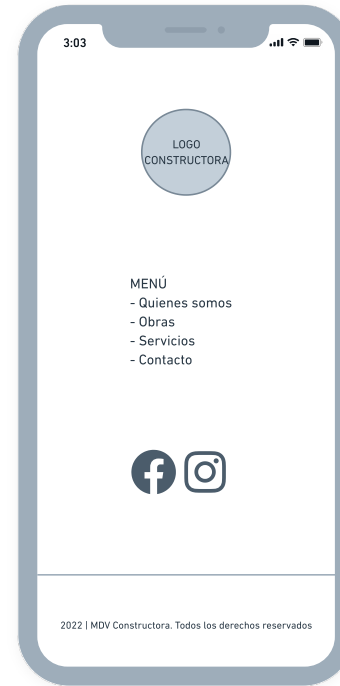 3:03
LOGO
CONSTRUCTORA
MENÚ
- Quienes somos
- Obras
- Servicios
- Contacto
2022 | MDV Constructora. Todos los derechos reservados